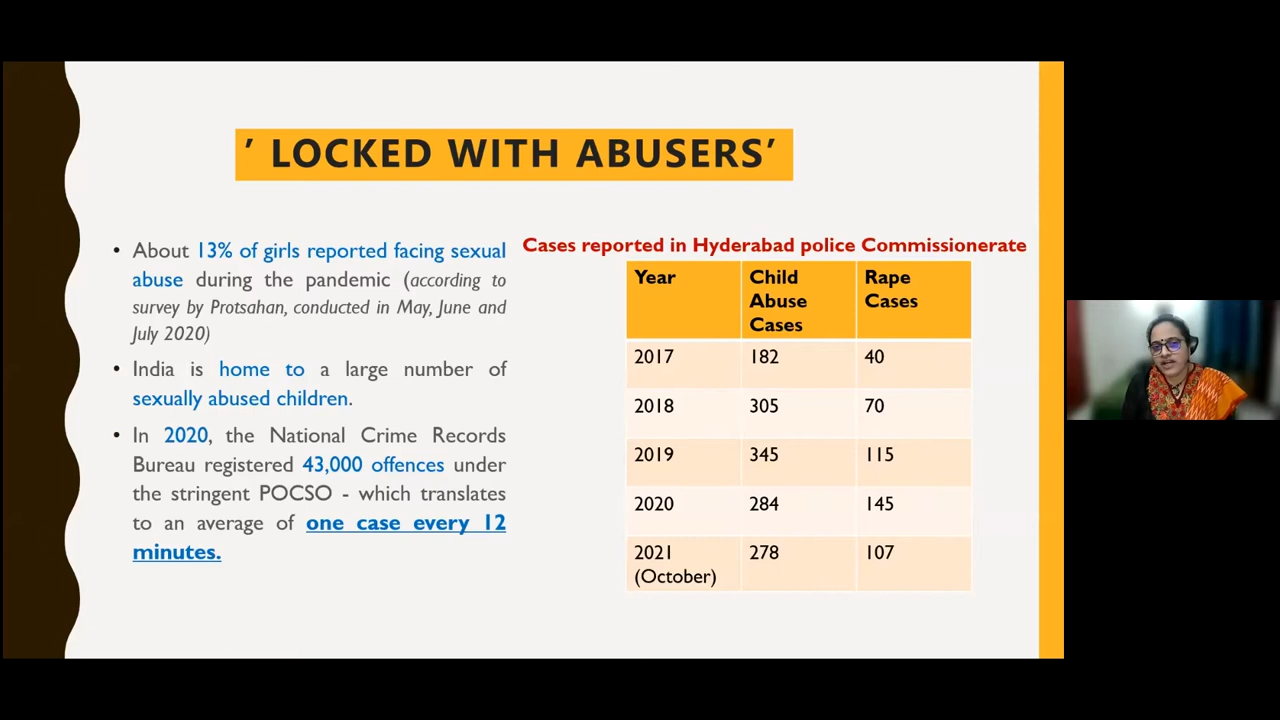 ’ LOCKED WITH ABUSERS’
• About 13% of girls reported facing sexual
abuse during the pandemic (according to
survey by Protsahan, conducted in May, June and
July 2020)
• India is home to a large number of
sexually abused children.
• In 2020, the National Crime Records
Bureau registered 43,000 offences under
the stringent POCSO - which translates
to an average of one case every 12
minutes.
Cases reported in Hyderabad police Commissionerate
Year Child Abuse Cases Rape Cases
2017 182 40
2018 305 70
2019 345 115
2020 284 145
2021 (October) 278 107